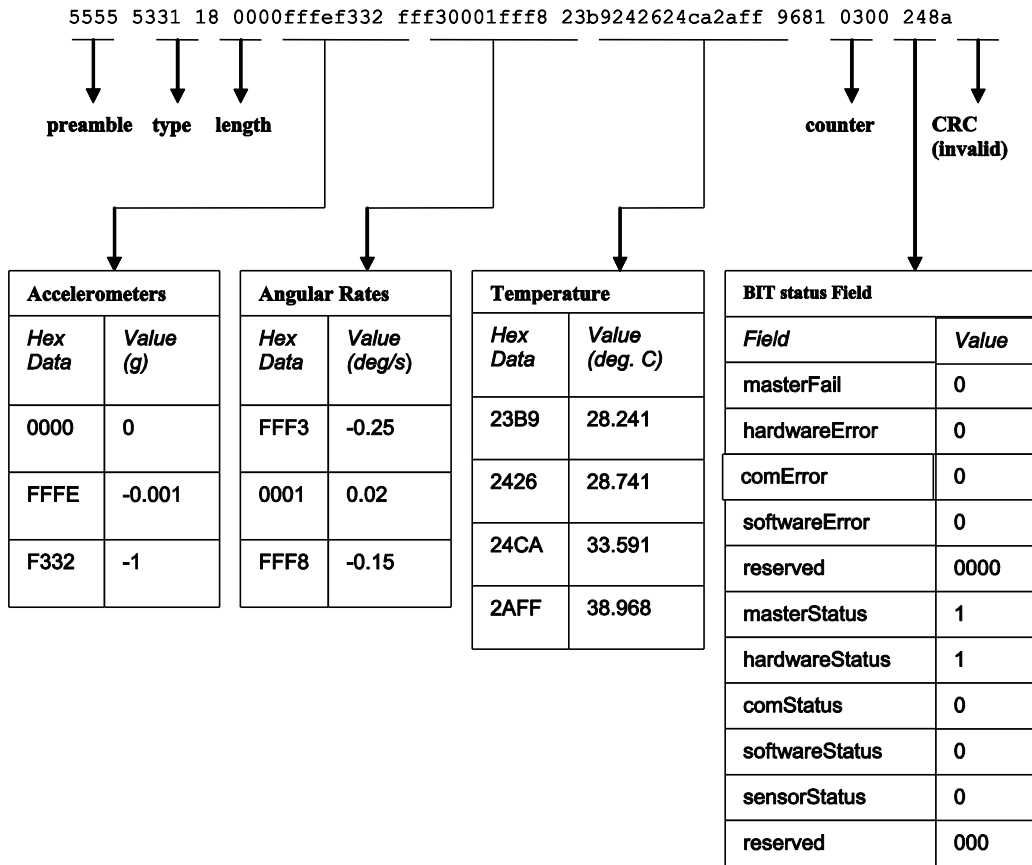 5555 5331 18 0000fffef332 fff30001fff8 23b9242624ca2aff 9681 0300 248a
preamble type length counter CRC
(invalid)
Accelerometers
Hex Data Value (g)
0000 0
FFFE -0.001
F332 -1
Angular Rates
Hex Data Value (deg/s)
FFF3 -0.25
0001 0.02
FFF8 -0.15
Temperature
Hex Data Value (deg. C)
23B9 28.241
2426 28.741
24CA 33.591
2AFF 38.968
BIT status Field
Field Value
masterFail 0
hardwareError 0
comError 0
softwareError 0
reserved 0000
masterStatus 1
hardwareStatus 1
comStatus 0
softwareStatus 0
sensorStatus 0
reserved 000